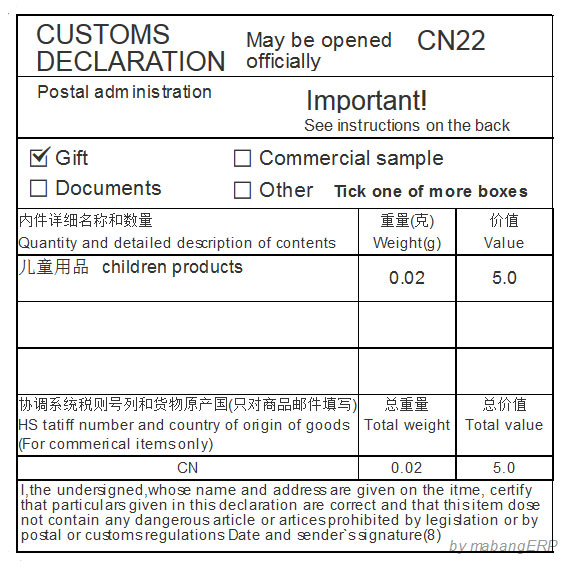 CUSTOMS
DECLARATION
May be opened
officially
CN22
Postal administration
Important!
See instructions on the back
Gift
Commercial sample
Documents
Other
Tick one of more boxes
内件详细名称和数量
Quantity and detailed description of contents
重量(克)
Weight(g)
价值
Value
儿童用品 children products
0.02
5.0
协调系统税则号列和货物原产国(只对商品邮件填写)
HS tatiff number and country of origin of goods
(For commerical items only)
总重量
Total weight
总价值
Total value
CN
0.02
5.0
I,the undersigned,whose name and address are given on the itme, certify
that particulars given in this declaration are correct and that this item dose
not contain any dangerous article or artices prohibited by legislation or by
postal or customs regulations Date and sender`s signature(8)
by mabangERP